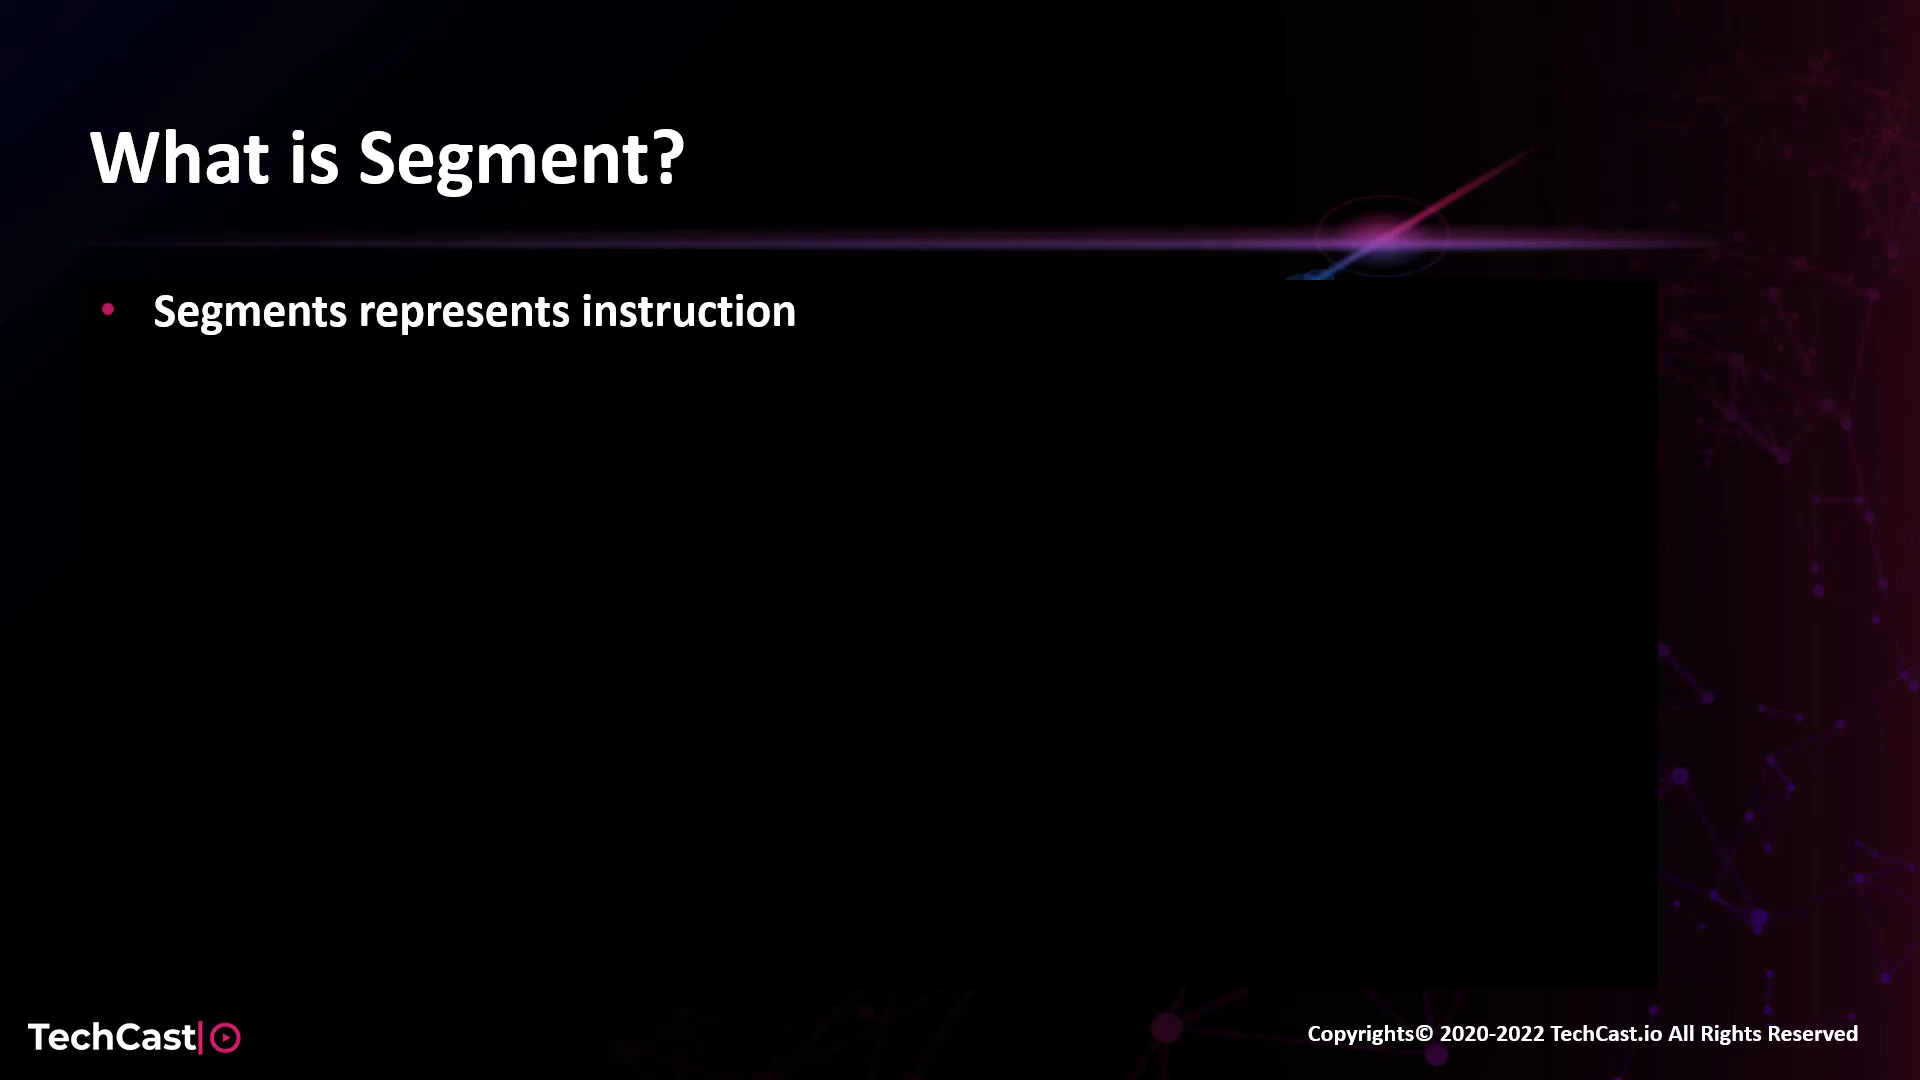 What is Segment?
• Segments represents instruction
TechCast
Copyrights© 2020-2022 TechCast.io All Rights Reserved